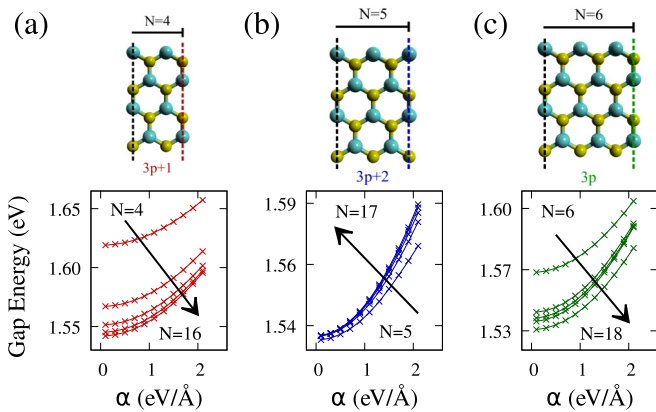 (a)
N=4
3p+1
(b)
N=5
3p+2
(c)
N=6
3p
Gap Energy (eV)
1.65
1.60
1.55
N=4
N=16
0 1 2
α (eV/Å)
1.59
1.56
1.54
N=17
N=5
0 1 2
α (eV/Å)
1.60
1.57
1.53
N=6
N=18
0 1 2
α (eV/Å)